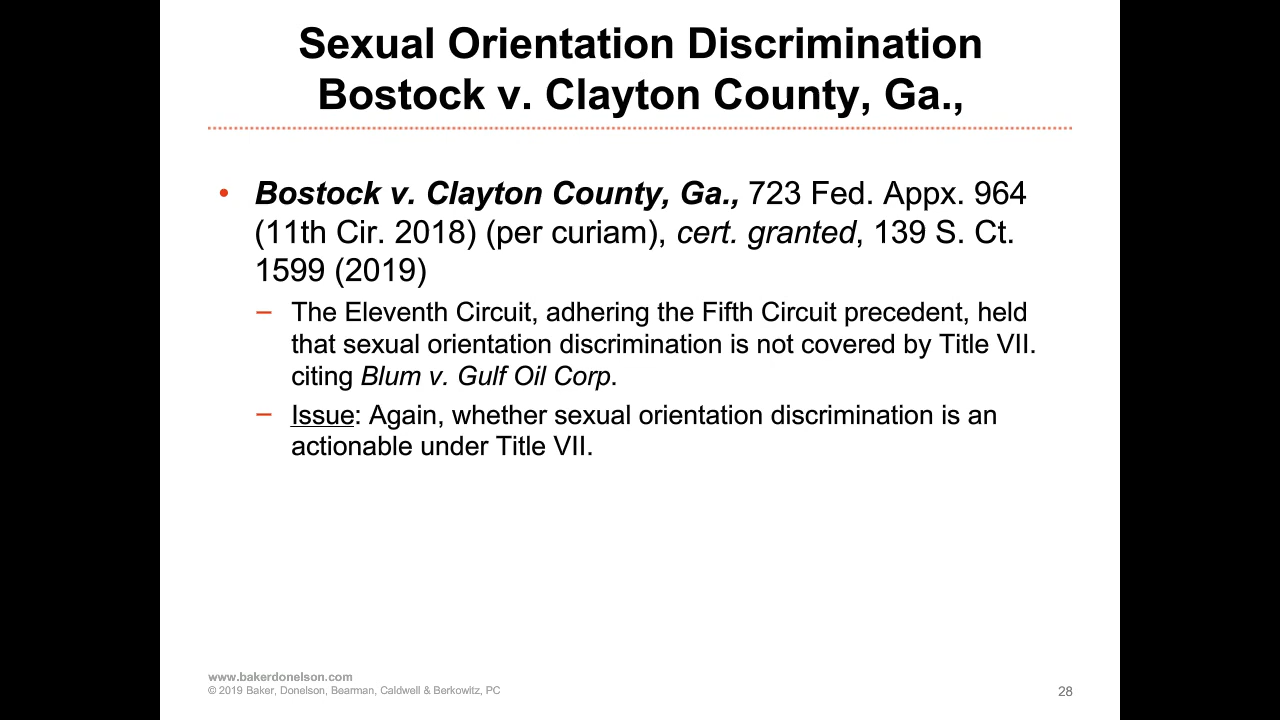 Sexual Orientation Discrimination
Bostock v. Clayton County, Ga.,
• Bostock v. Clayton County, Ga., 723 Fed. Appx. 964
(11th Cir. 2018) (per curiam), cert. granted, 139 S. Ct.
1599 (2019)
– The Eleventh Circuit, adhering the Fifth Circuit precedent, held
that sexual orientation discrimination is not covered by Title VII.
citing Blum v. Gulf Oil Corp.
– Issue: Again, whether sexual orientation discrimination is an
actionable under Title VII.
www.bakerdonelson.com
© 2019 Baker, Donelson, Bearman, Caldwell & Berkowitz, PC
28